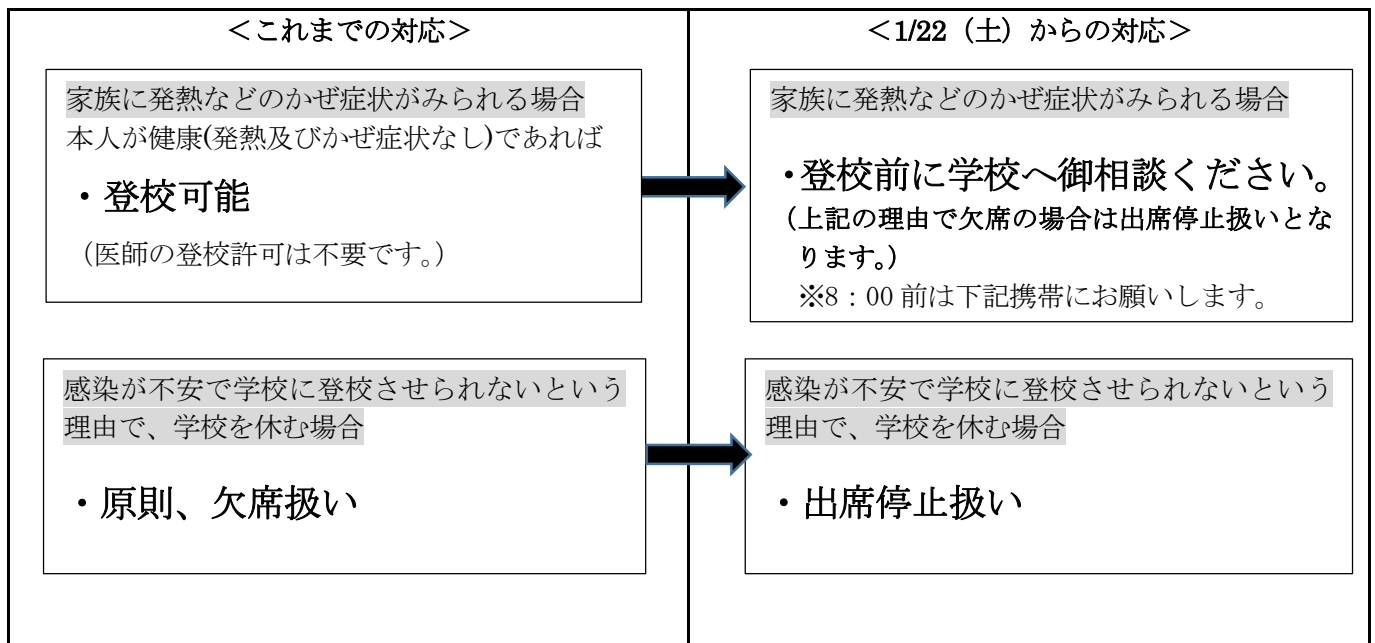 <これまでの対応>
家族に発熱などのかぜ症状がみられる場合
本人が健康(発熱及びかぜ症状なし)であれば
・登校可能
（医師の登校許可は不要です。）
感染が不安で学校に登校させられないという
理由で、学校を休む場合
・原則、欠席扱い
<1/22（土）からの対応>
家族に発熱などのかぜ症状がみられる場合
・登校前に学校へ御相談ください。
（上記の理由で欠席の場合は出席停止扱いとな
ります。）
※8：00 前は下記携帯にお願いします。
感染が不安で学校に登校させられないという
理由で、学校を休む場合
・出席停止扱い